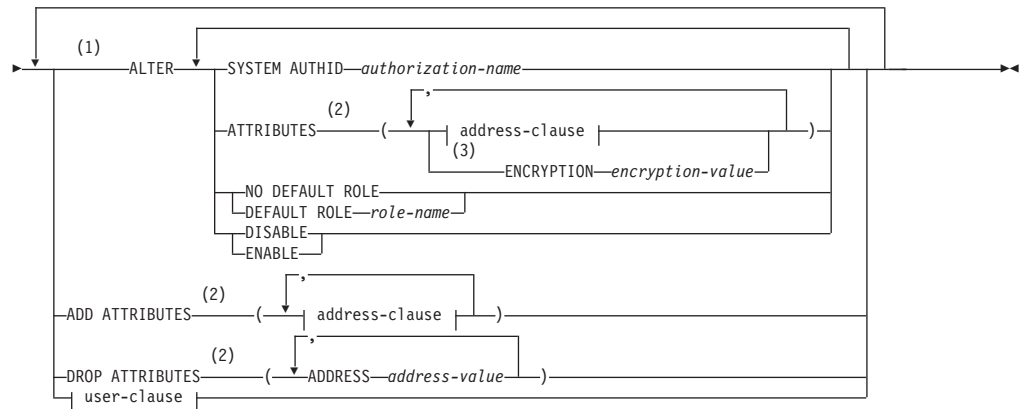 (1)
ALTER SYSTEM AUTHID authorization-name
,
(2)
ATTRIBUTES ( address-clause )
(3)
ENCRYPTION encryption-value
NO DEFAULT ROLE
DEFAULT ROLE role-name
DISABLE
ENABLE
,
(2)
ADD ATTRIBUTES ( address-clause )
,
(2)
DROP ATTRIBUTES ( ADDRESS address-value )
user-clause